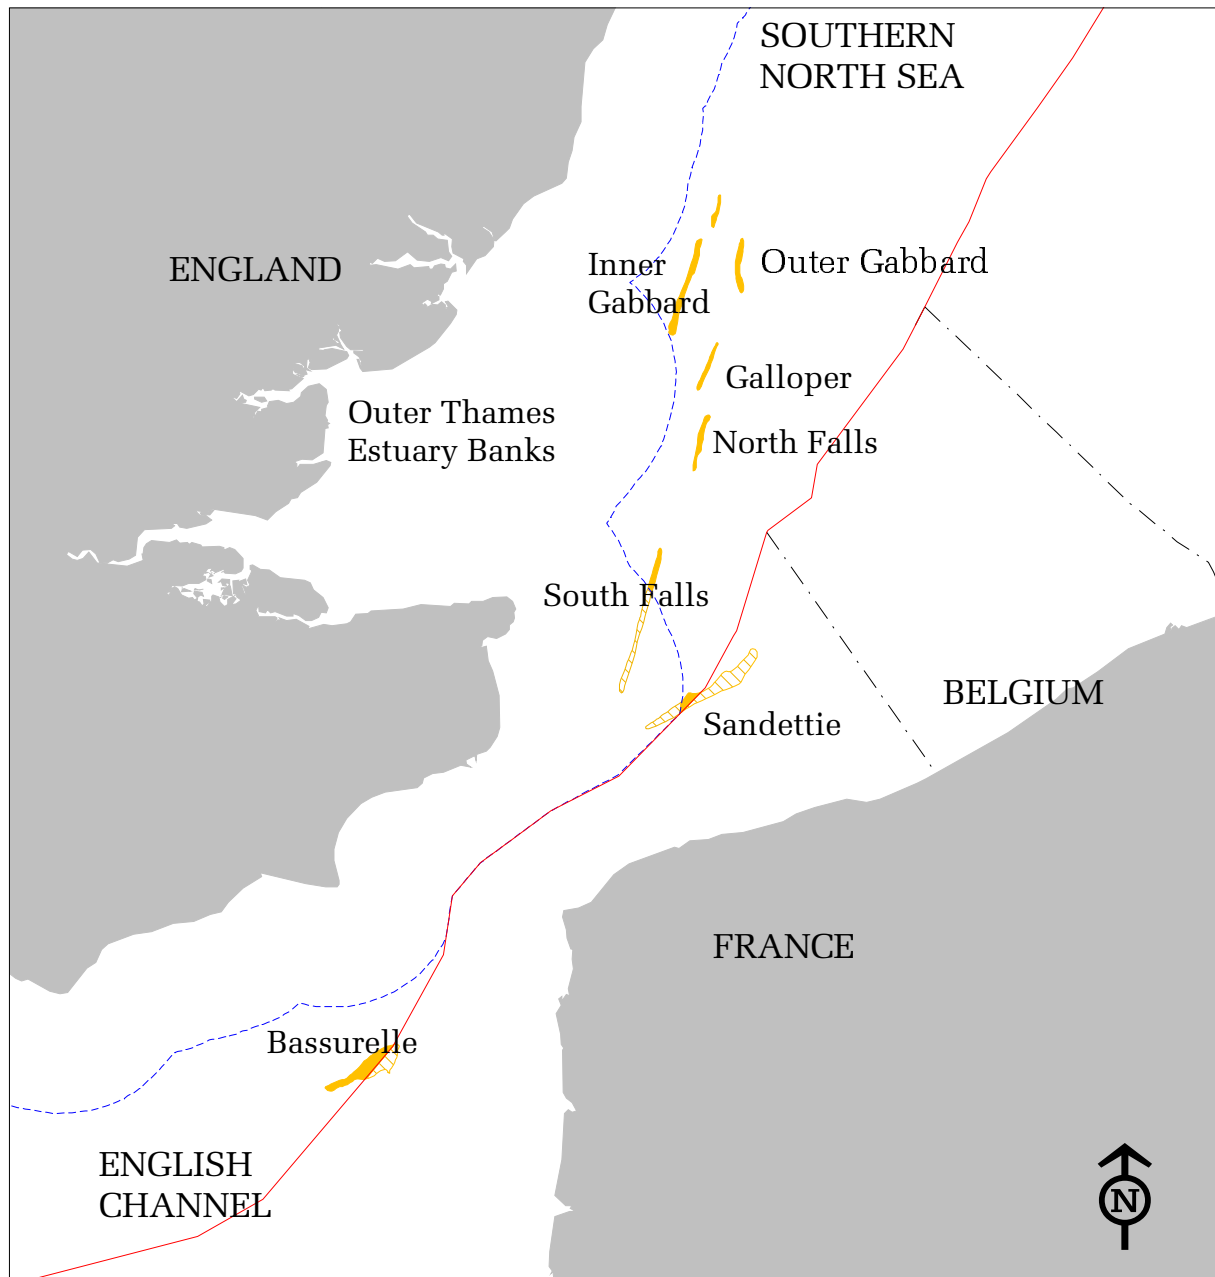 SOUTHERN
NORTH SEA
ENGLAND
Inner
Gabbard
Outer Gabbard
Galloper
Outer Thames
Estuary Banks
North Falls
South Falls
BELGIUM
Sandettie
FRANCE
Bassurelle
ENGLISH
CHANNEL
N